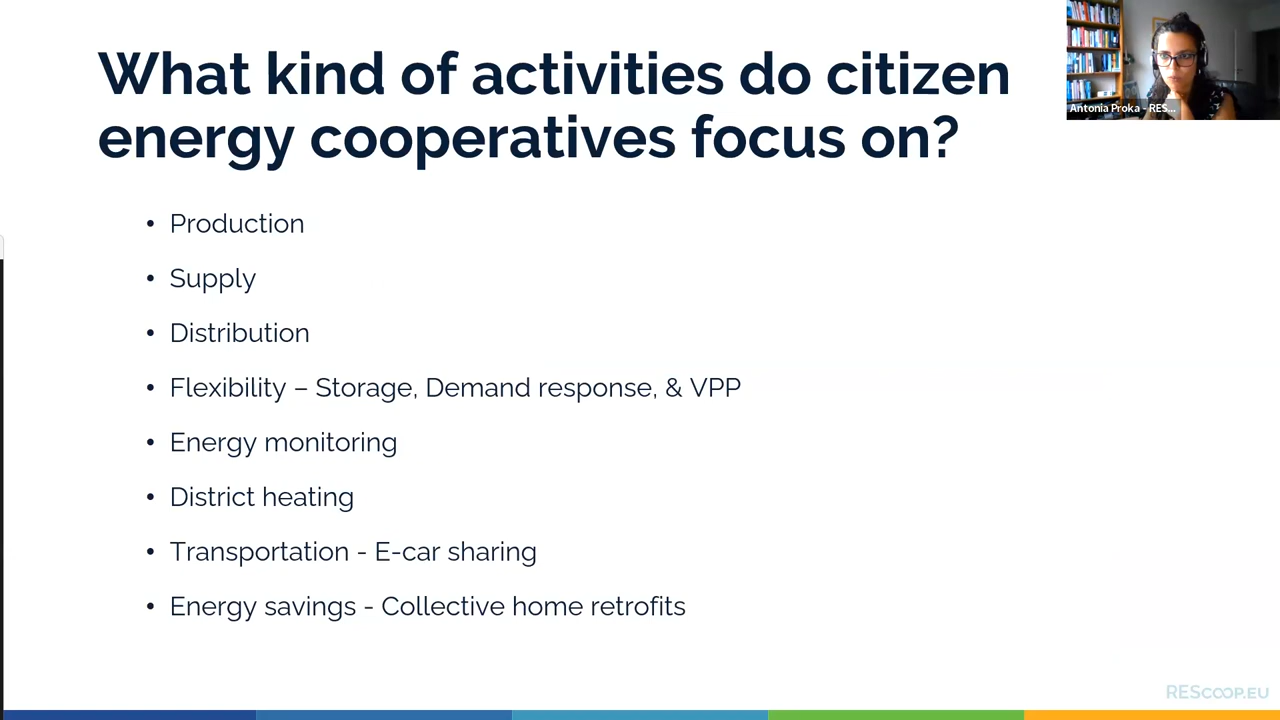 What kind of activities do citizen
energy cooperatives focus on?
Antonia Proka - RES...
• Production
• Supply
• Distribution
• Flexibility – Storage, Demand response, & VPP
• Energy monitoring
• District heating
• Transportation - E-car sharing
• Energy savings - Collective home retrofits
REScoop.eu